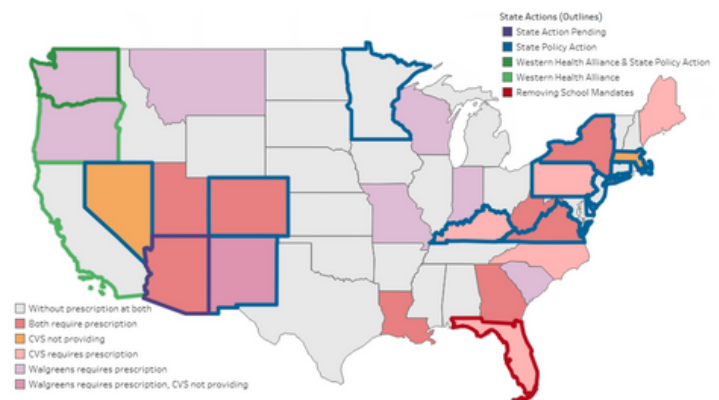 State Actions (Outlines)
State Action Pending
State Policy Action
Western Health Alliance & State Policy Action
Western Health Alliance
Removing School Mandates
Without prescription at both
Both require prescription
CVS not providing
CVS requires prescription
Walgreens requires prescription
Walgreens requires prescription, CVS not providing